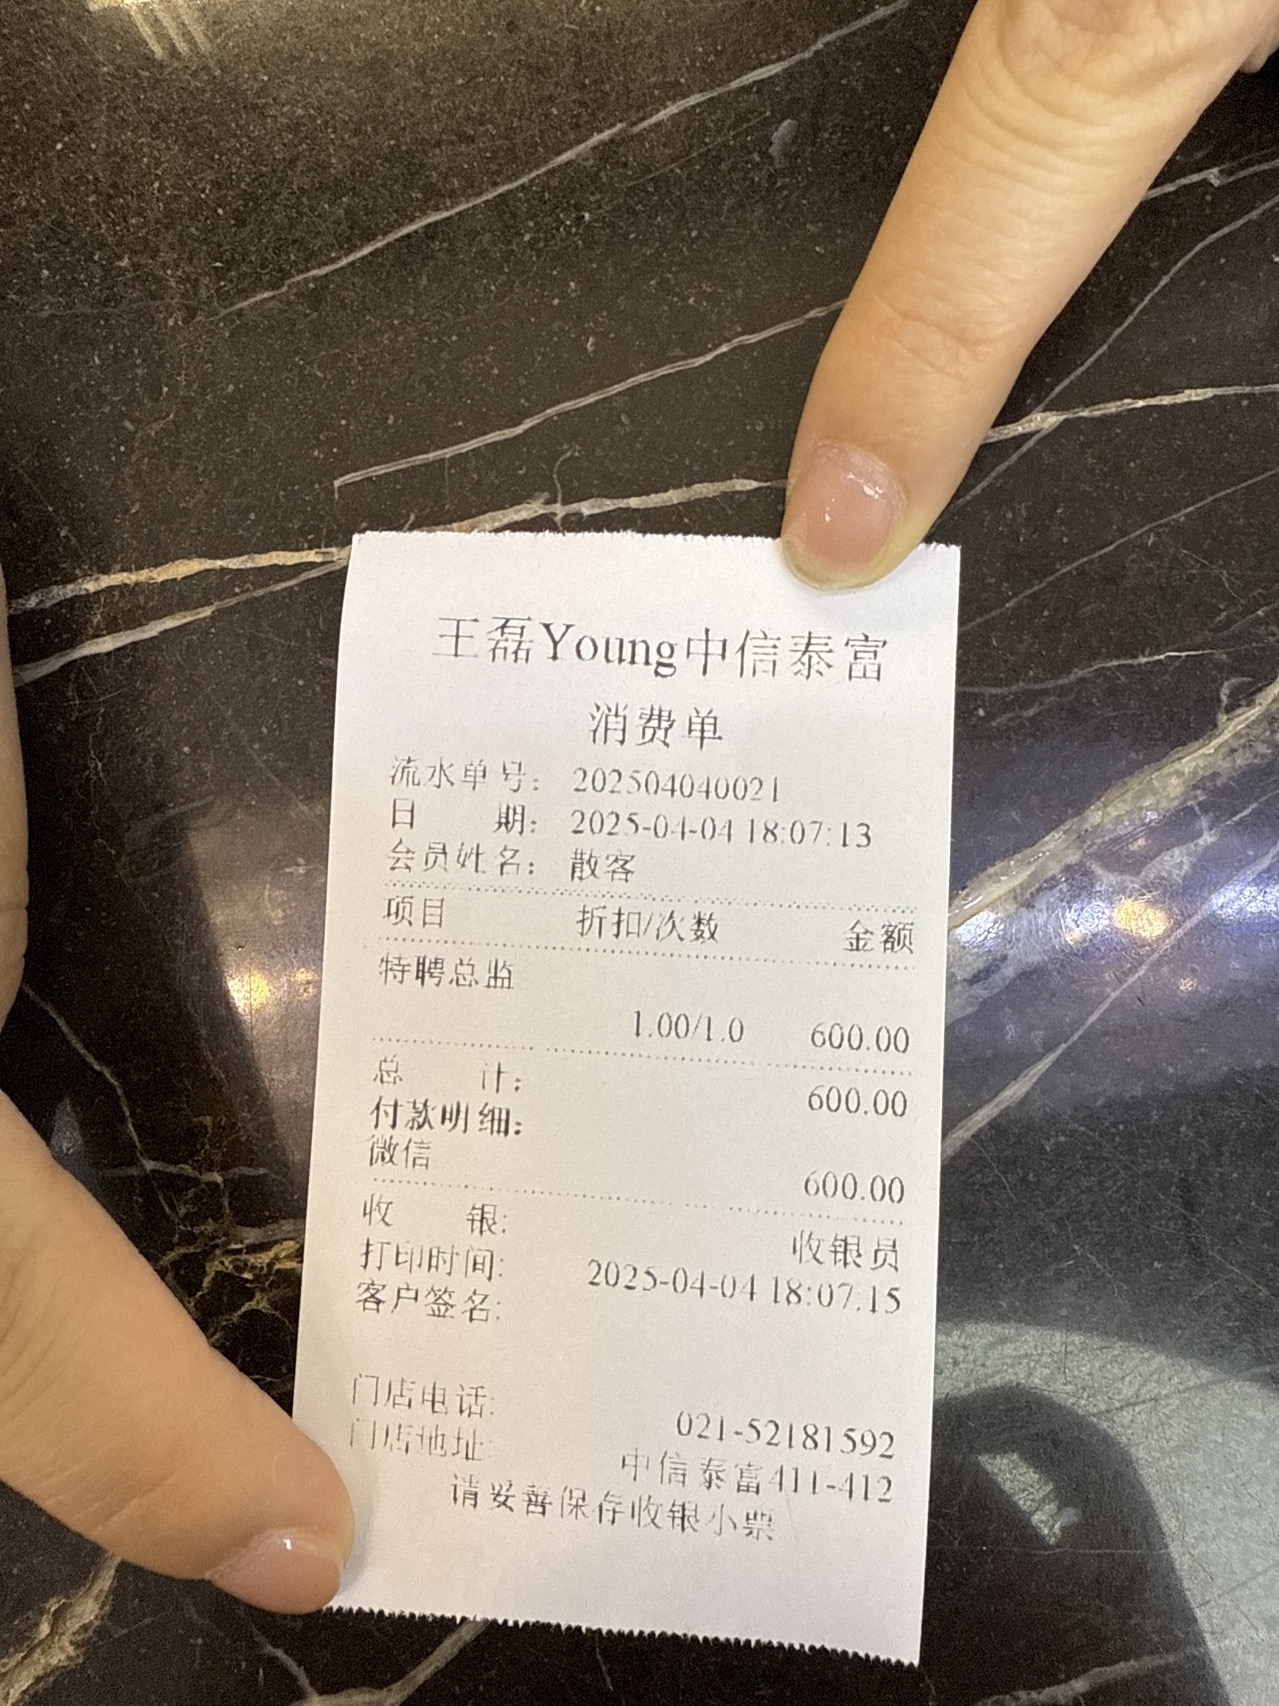 王磊Young中信泰富
消费单
流水单号: 202504040021
日 期: 2025-04-04 18:07:13
会员姓名: 散客
项目 折扣/次数 金额
特聘总监
1.00/1.0 600.00
总 计: 600.00
付款明细:
微信 600.00
收 银: 收银员
打印时间: 2025-04-04 18:07:15
客户签名:
门店电话: 021-52181592
门店地址: 中信泰富411-412
请妥善保存收银小票